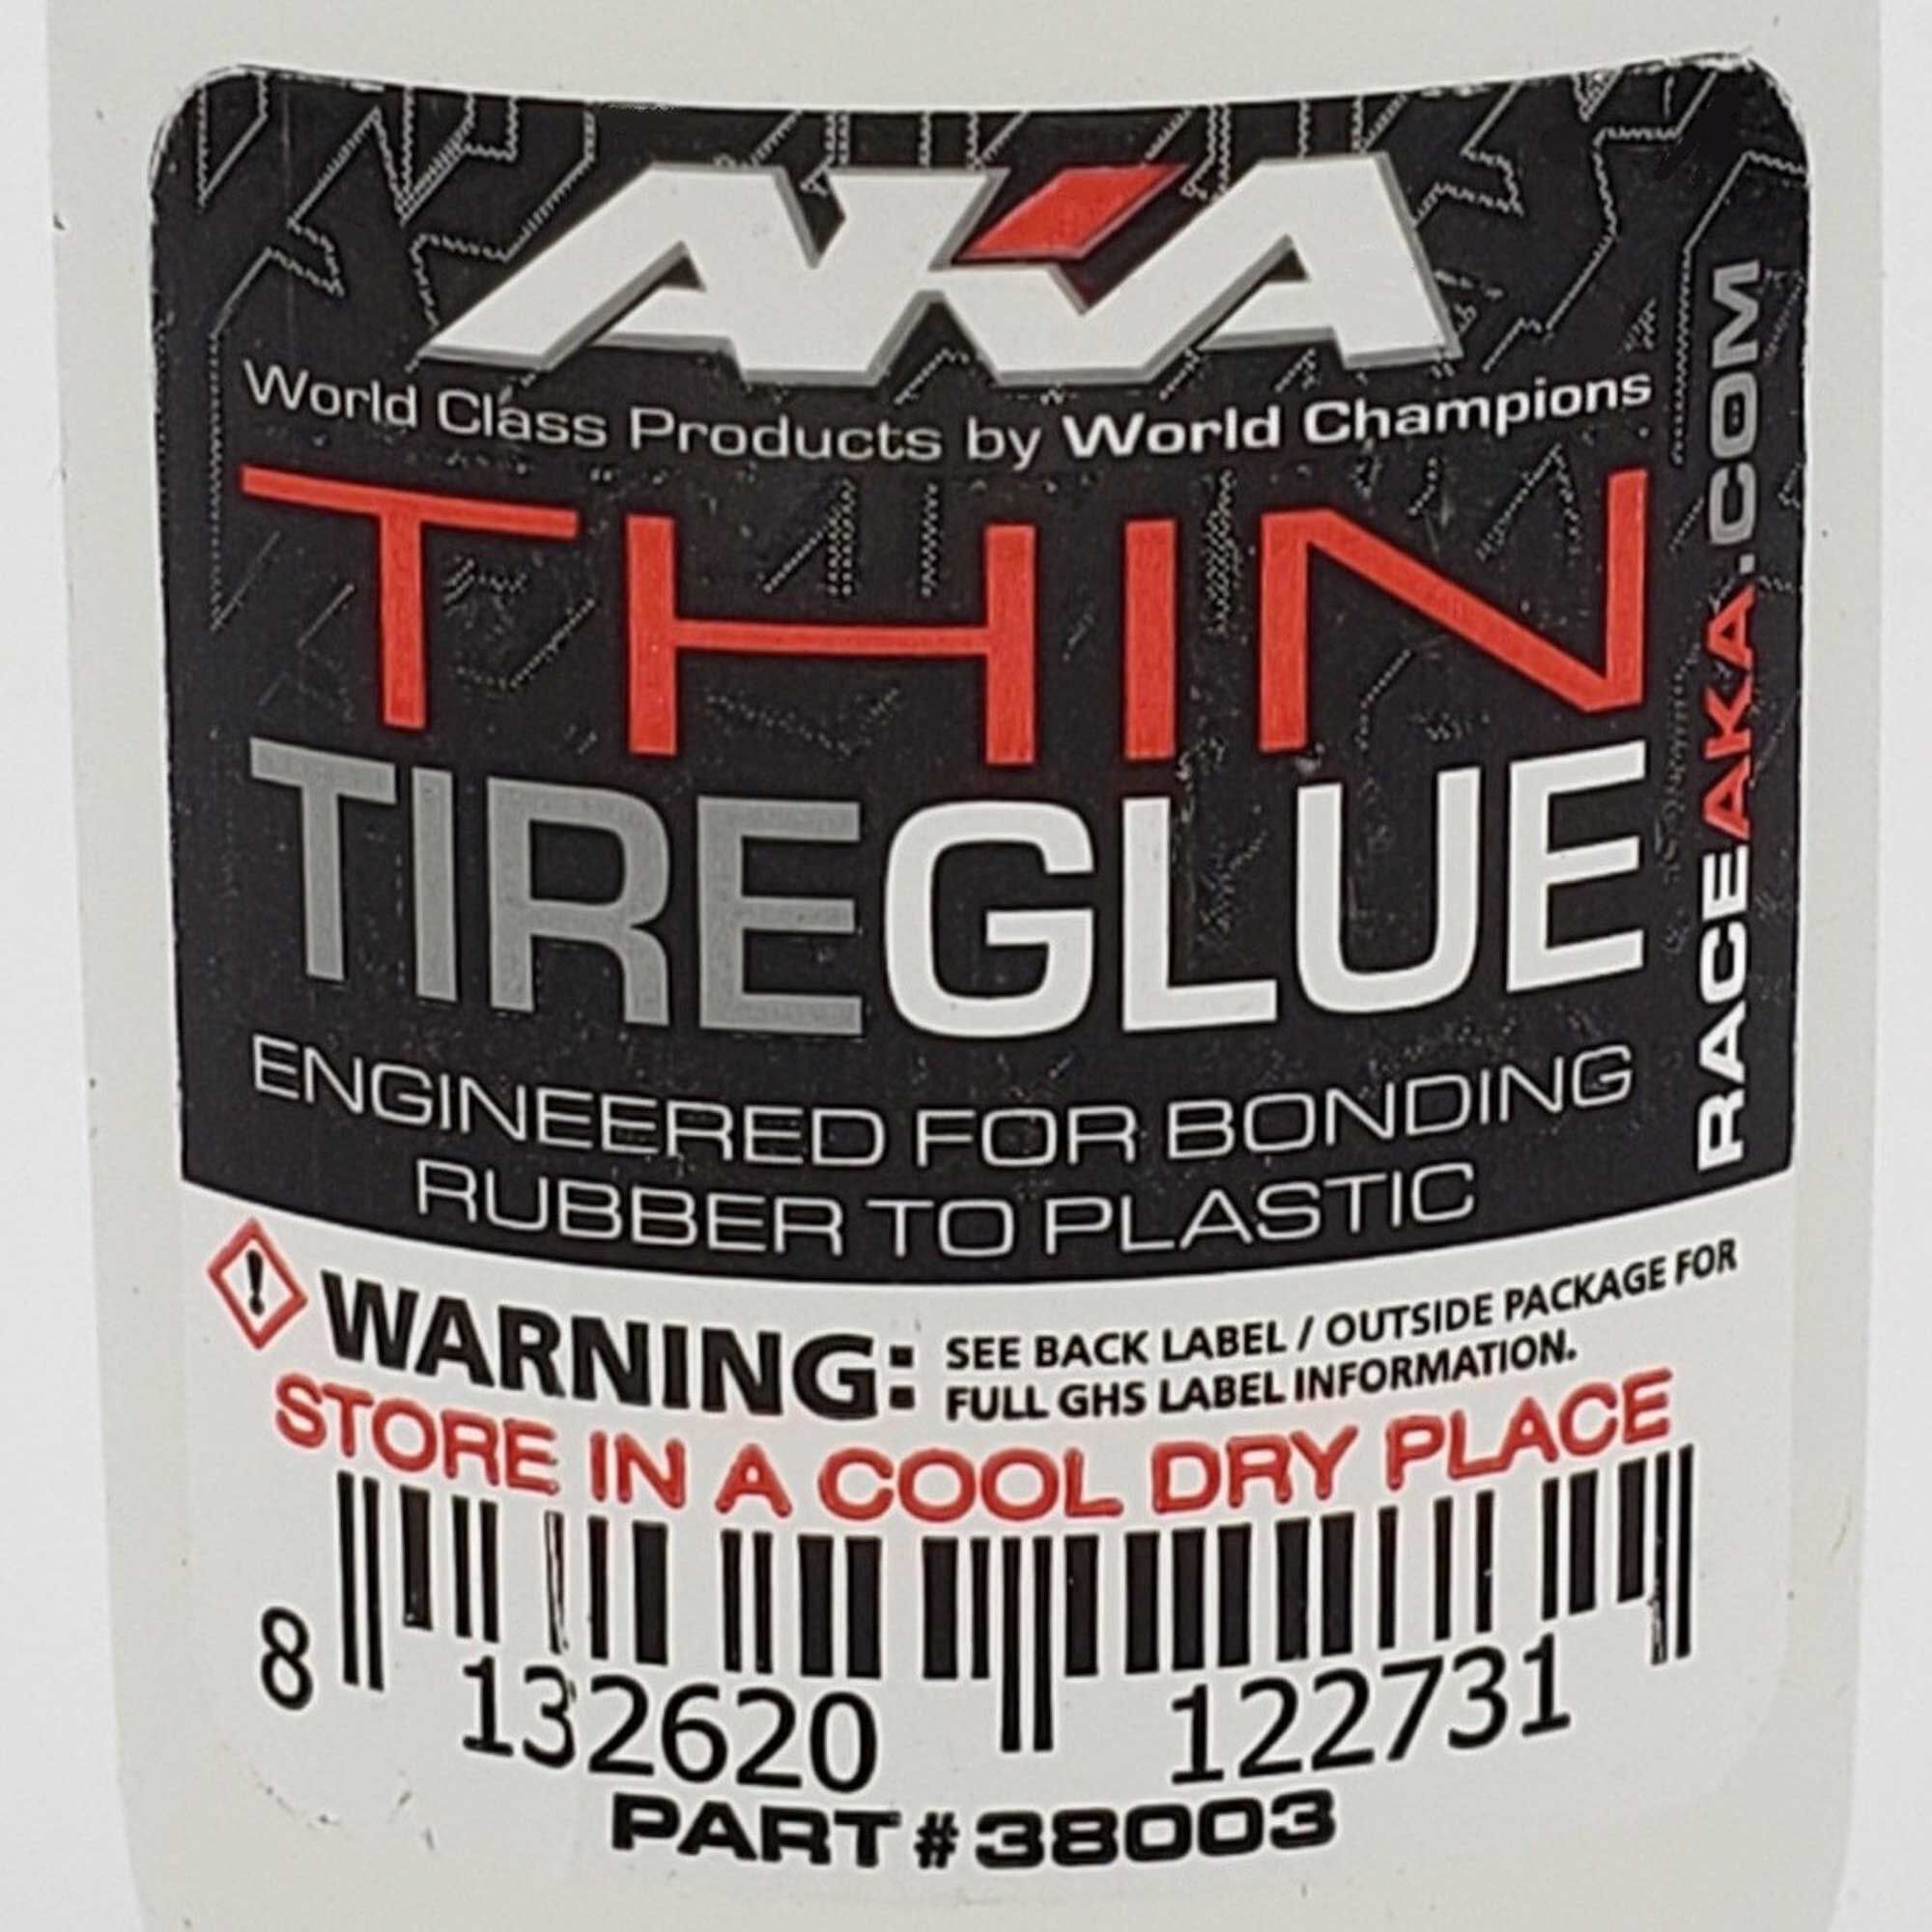 AKA
World Class Products by World Champions
THIN
TIREGLUE
ENGINEERED FOR BONDING
RUBBER TO PLASTIC
RACEAKA.COM
WARNING: SEE BACK LABEL / OUTSIDE PACKAGE FOR
FULL GHS LABEL INFORMATION.
STORE IN A COOL DRY PLACE
8 132620 122731
PART#38003